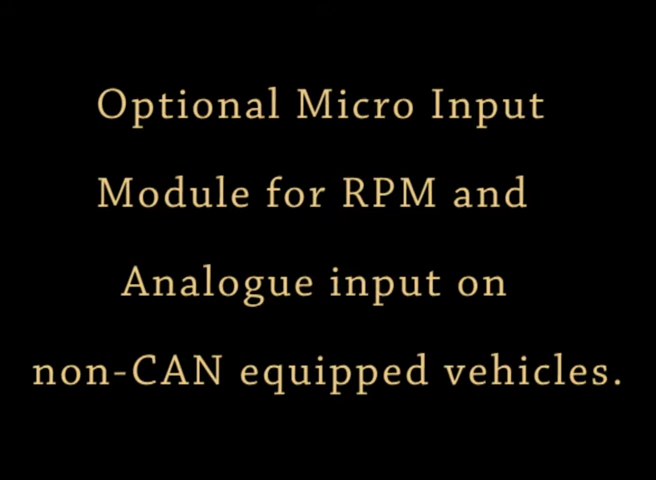 Optional Micro Input
Module for RPM and
Analogue input on
non-CAN equipped vehicles.